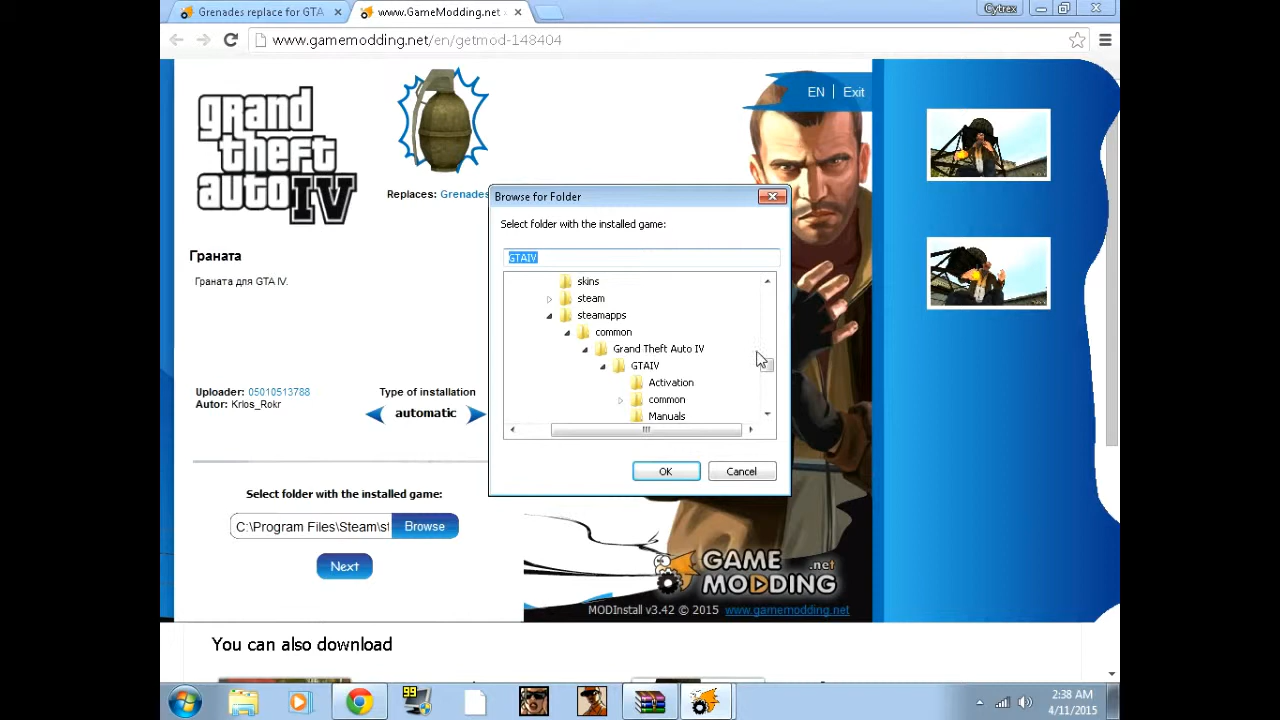 Grenades replace for GTA
www.GameModding.net
Cytrex
www.gamemodding.net/en/getmod-148404
grand
theft
auto IV
EN
Exit
Replaces: Grenades
Граната
Граната для GTA IV.
Browse for Folder
Select folder with the installed game:
GTAIV
skins
steam
steamapps
common
Grand Theft Auto IV
GTAIV
Activation
common
Manuals
OK
Cancel
Uploader: 05010513788
Autor: Krlos_Rokr
Type of installation
automatic
Select folder with the installed game:
C:\Program Files\Steam\st
Browse
Next
GAME
MODDING
.net
MODInstall v3.42 © 2015 www.gamemodding.net
You can also download
99
2:38 AM
4/11/2015